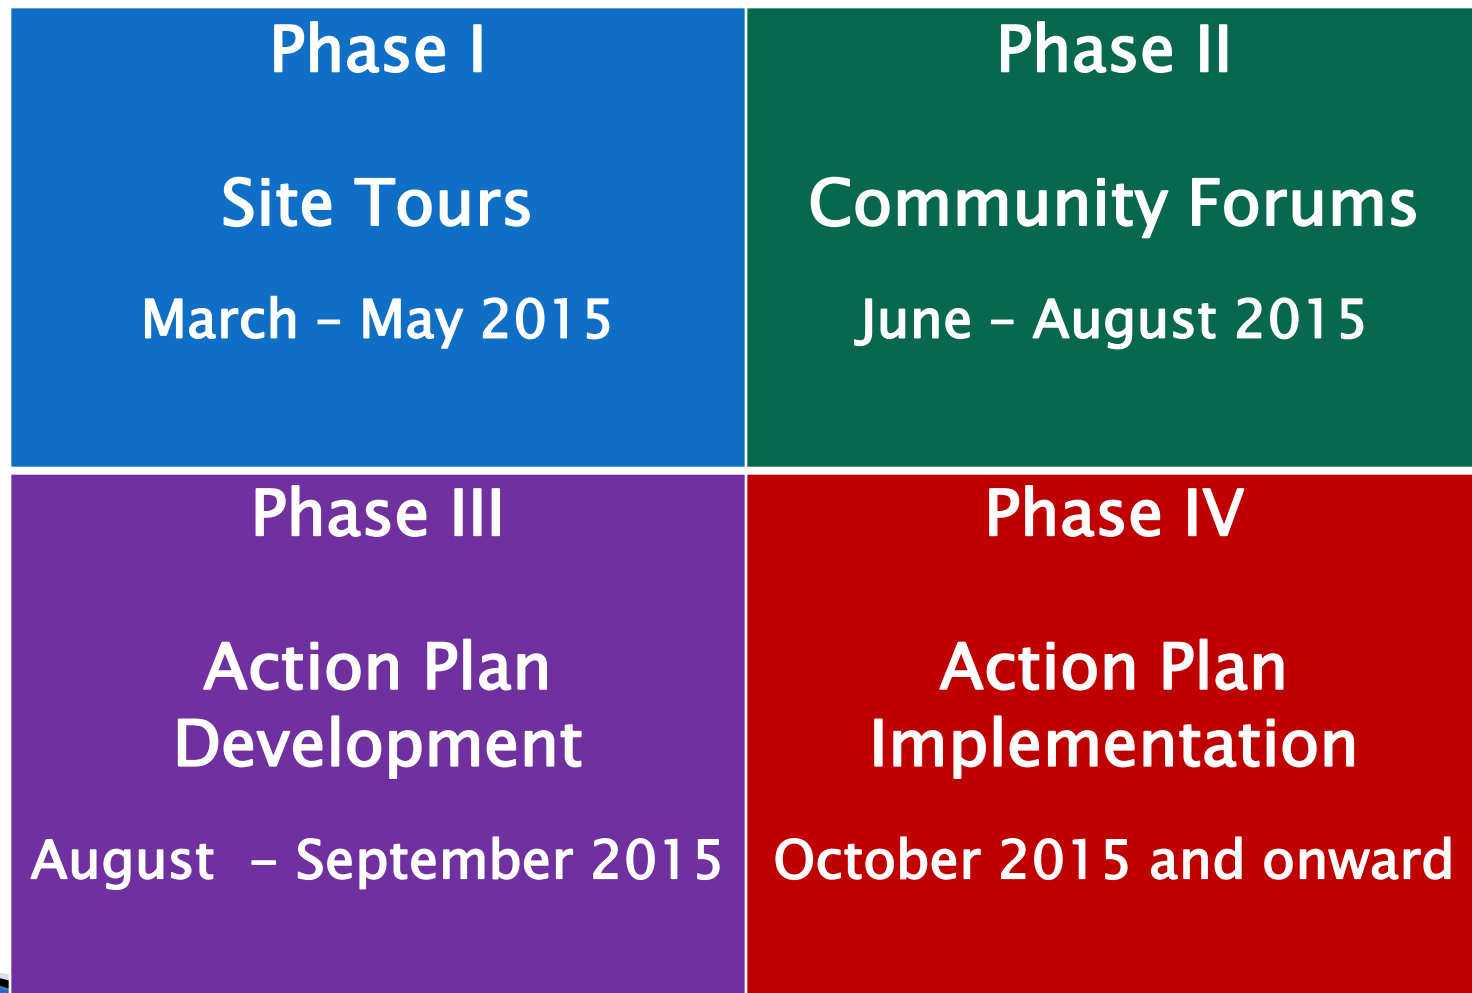 Phase I
Site Tours
March – May 2015
Phase II
Community Forums
June – August 2015
Phase III
Action Plan
Development
August  – September 2015
Phase IV
Action Plan
Implementation
October 2015 and onward